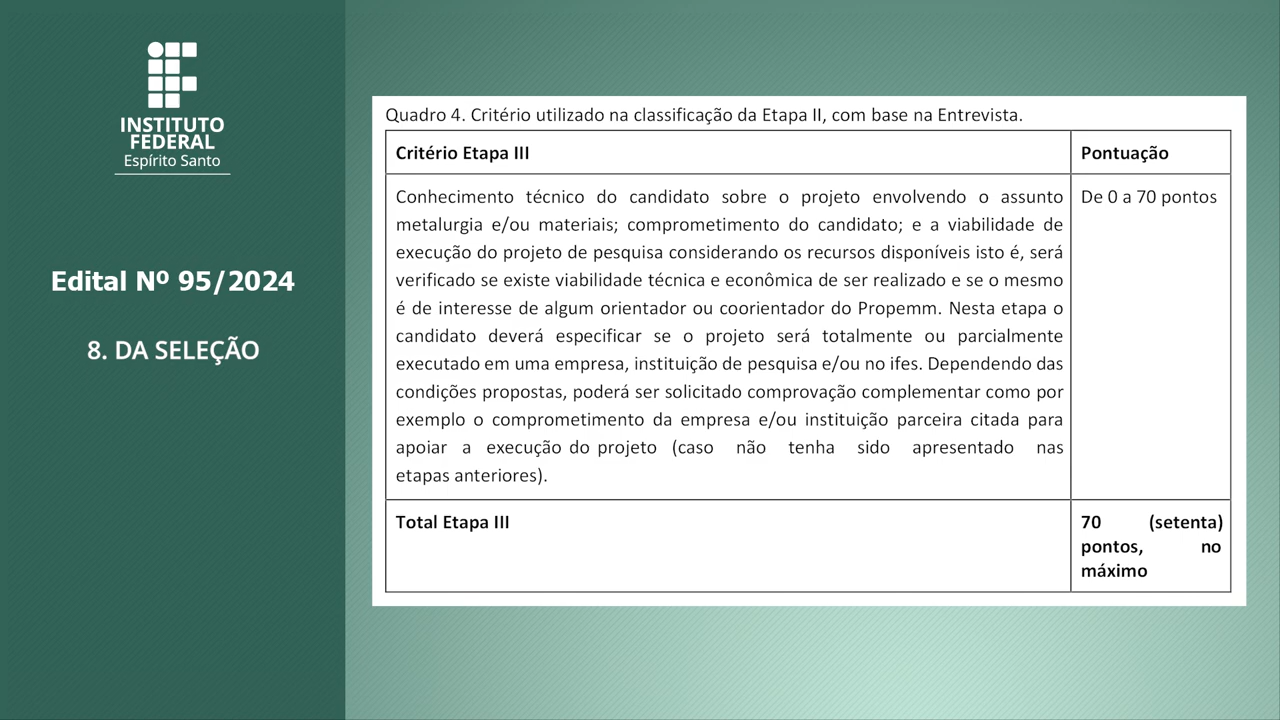 INSTITUTO
FEDERAL
Espírito Santo
Edital Nº 95/2024
8. DA SELEÇÃO
Quadro 4. Critério utilizado na classificação da Etapa II, com base na Entrevista.
Critério Etapa III
Pontuação
Conhecimento técnico do candidato sobre o projeto envolvendo o assunto
metalurgia e/ou materiais; comprometimento do candidato; e a viabilidade de
execução do projeto de pesquisa considerando os recursos disponíveis isto é, será
verificado se existe viabilidade técnica e econômica de ser realizado e se o mesmo
é de interesse de algum orientador ou coorientador do Propemm. Nesta etapa o
candidato deverá especificar se o projeto será totalmente ou parcialmente
executado em uma empresa, instituição de pesquisa e/ou no ifes. Dependendo das
condições propostas, poderá ser solicitado comprovação complementar como por
exemplo o comprometimento da empresa e/ou instituição parceira citada para
apoiar a execução do projeto (caso não tenha sido apresentado nas
etapas anteriores).
De 0 a 70 pontos
Total Etapa III
70 (setenta)
pontos, no
máximo